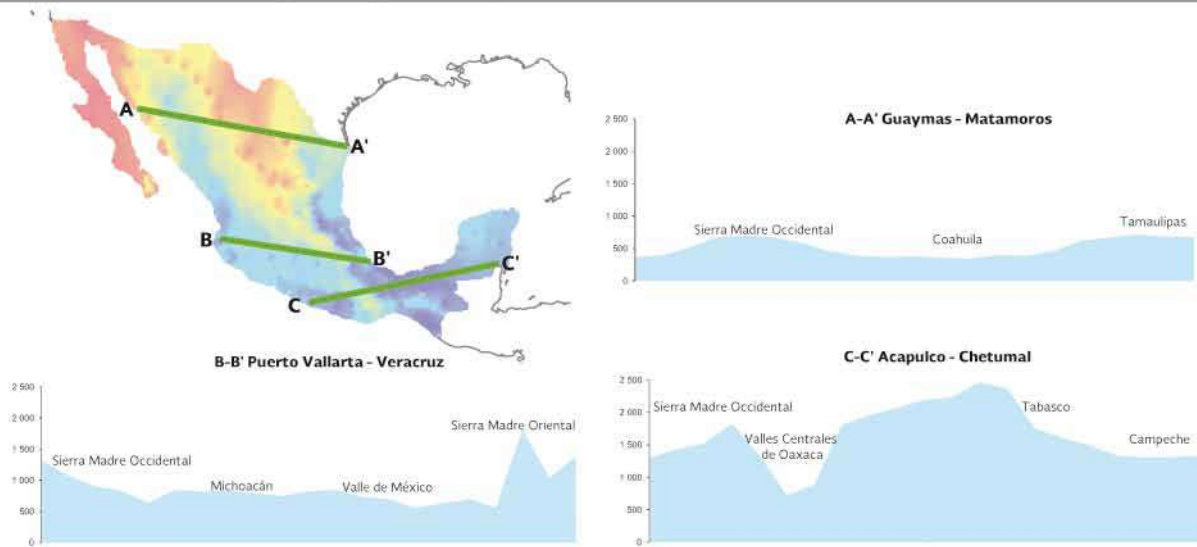 A
A'
B
B'
C
C'
A-A' Guaymas - Matamoros
2 500
2 000
1 500
1 000
500
0
Sierra Madre Occidental
Coahuila
Tamaulipas
B-B' Puerto Vallarta - Veracruz
2 500
2 000
1 500
1 000
500
0
Sierra Madre Occidental
Michoacán
Valle de México
Sierra Madre Oriental
C-C' Acapulco - Chetumal
2 500
2 000
1 500
1 000
500
0
Sierra Madre Occidental
Valles Centrales
de Oaxaca
Tabasco
Campeche